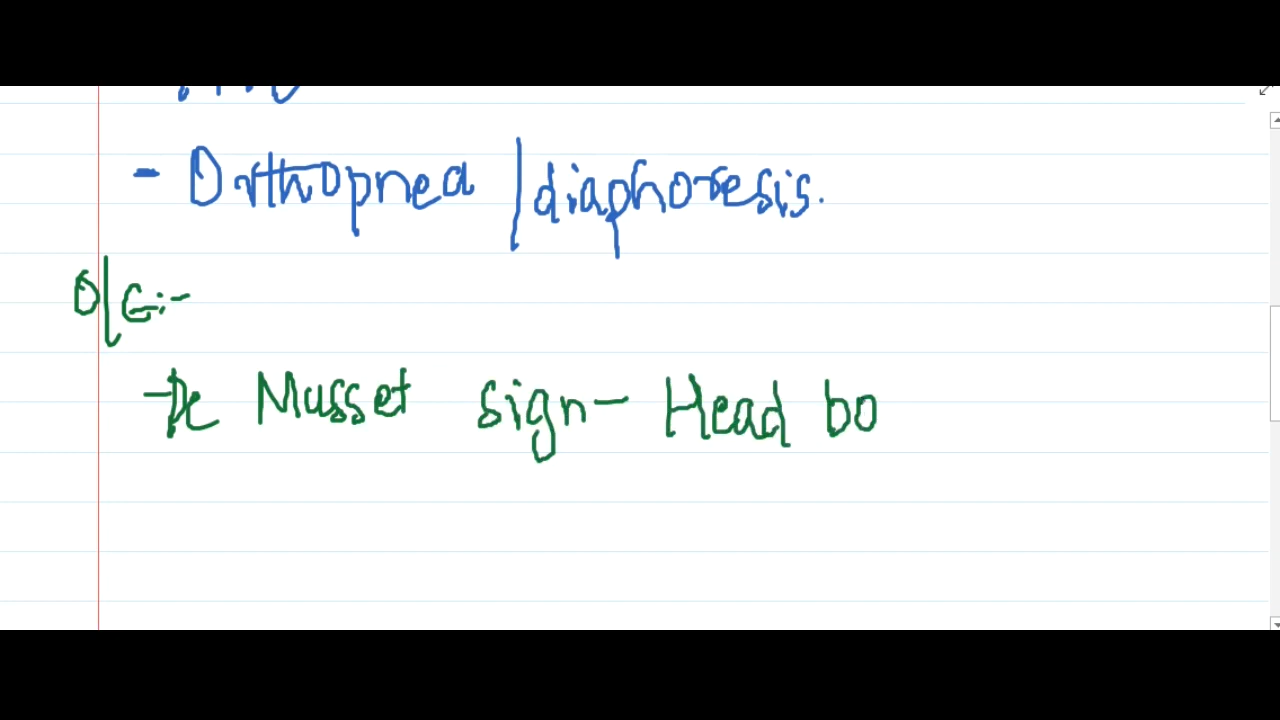 - Orthopnea / diaphoresis.
O/E:-
- De Musset sign - Head bo